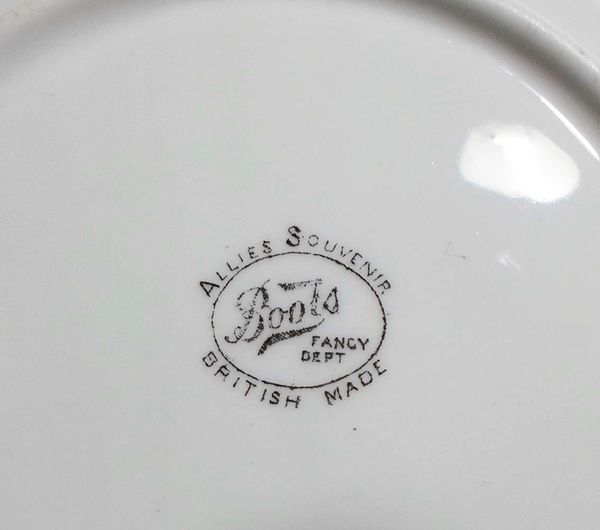 ALLIES SOUVENIR
Boots
FANCY
DEPT
BRITISH MADE